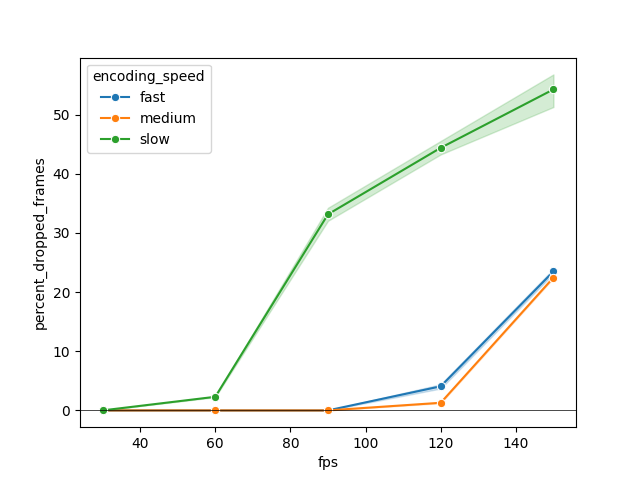 encoding_speed
fast
medium
slow
percent_dropped_frames
50
40
30
20
10
0
40 60 80 100 120 140
fps